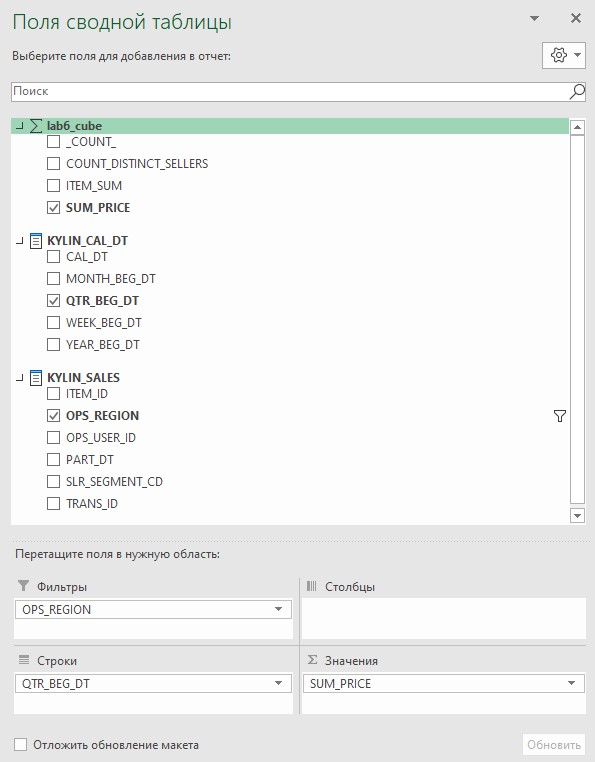 Поля сводной таблицы
Выберите поля для добавления в отчет:
Поиск
lab6_cube
_COUNT_
COUNT_DISTINCT_SELLERS
ITEM_SUM
SUM_PRICE
KYLIN_CAL_DT
CAL_DT
MONTH_BEG_DT
QTR_BEG_DT
WEEK_BEG_DT
YEAR_BEG_DT
KYLIN_SALES
ITEM_ID
OPS_REGION
OPS_USER_ID
PART_DT
SLR_SEGMENT_CD
TRANS_ID
Перетащите поля в нужную область:
Фильтры
OPS_REGION
Столбцы
Строки
QTR_BEG_DT
Значения
SUM_PRICE
Отложить обновление макета
Обновить